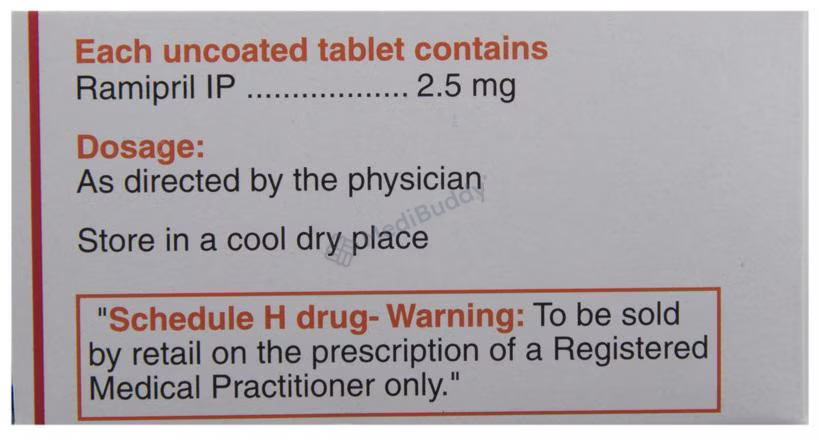 Each uncoated tablet contains
Ramipril IP .................. 2.5 mg
Dosage:
As directed by the physician
MediBuddy
Store in a cool dry place
"Schedule H drug- Warning: To be sold
by retail on the prescription of a Registered
Medical Practitioner only."